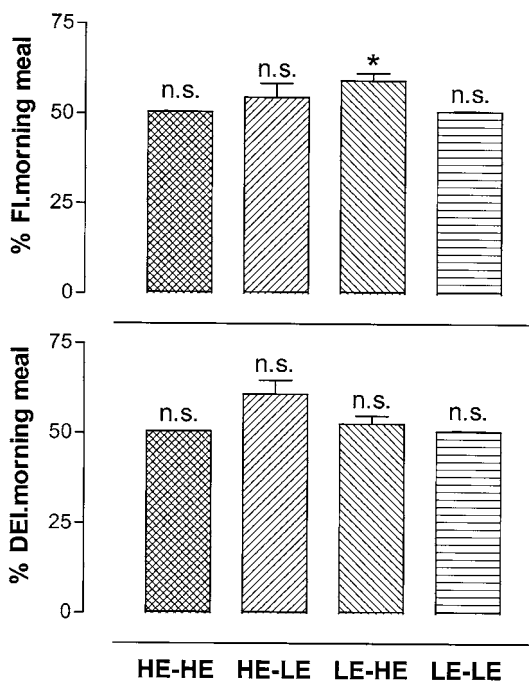 % FI.morning meal
75
50
25
0
n.s.
n.s.
*
n.s.
% DEI.morning meal
75
50
25
0
n.s.
n.s.
n.s.
n.s.
HE-HE HE-LE LE-HE LE-LE